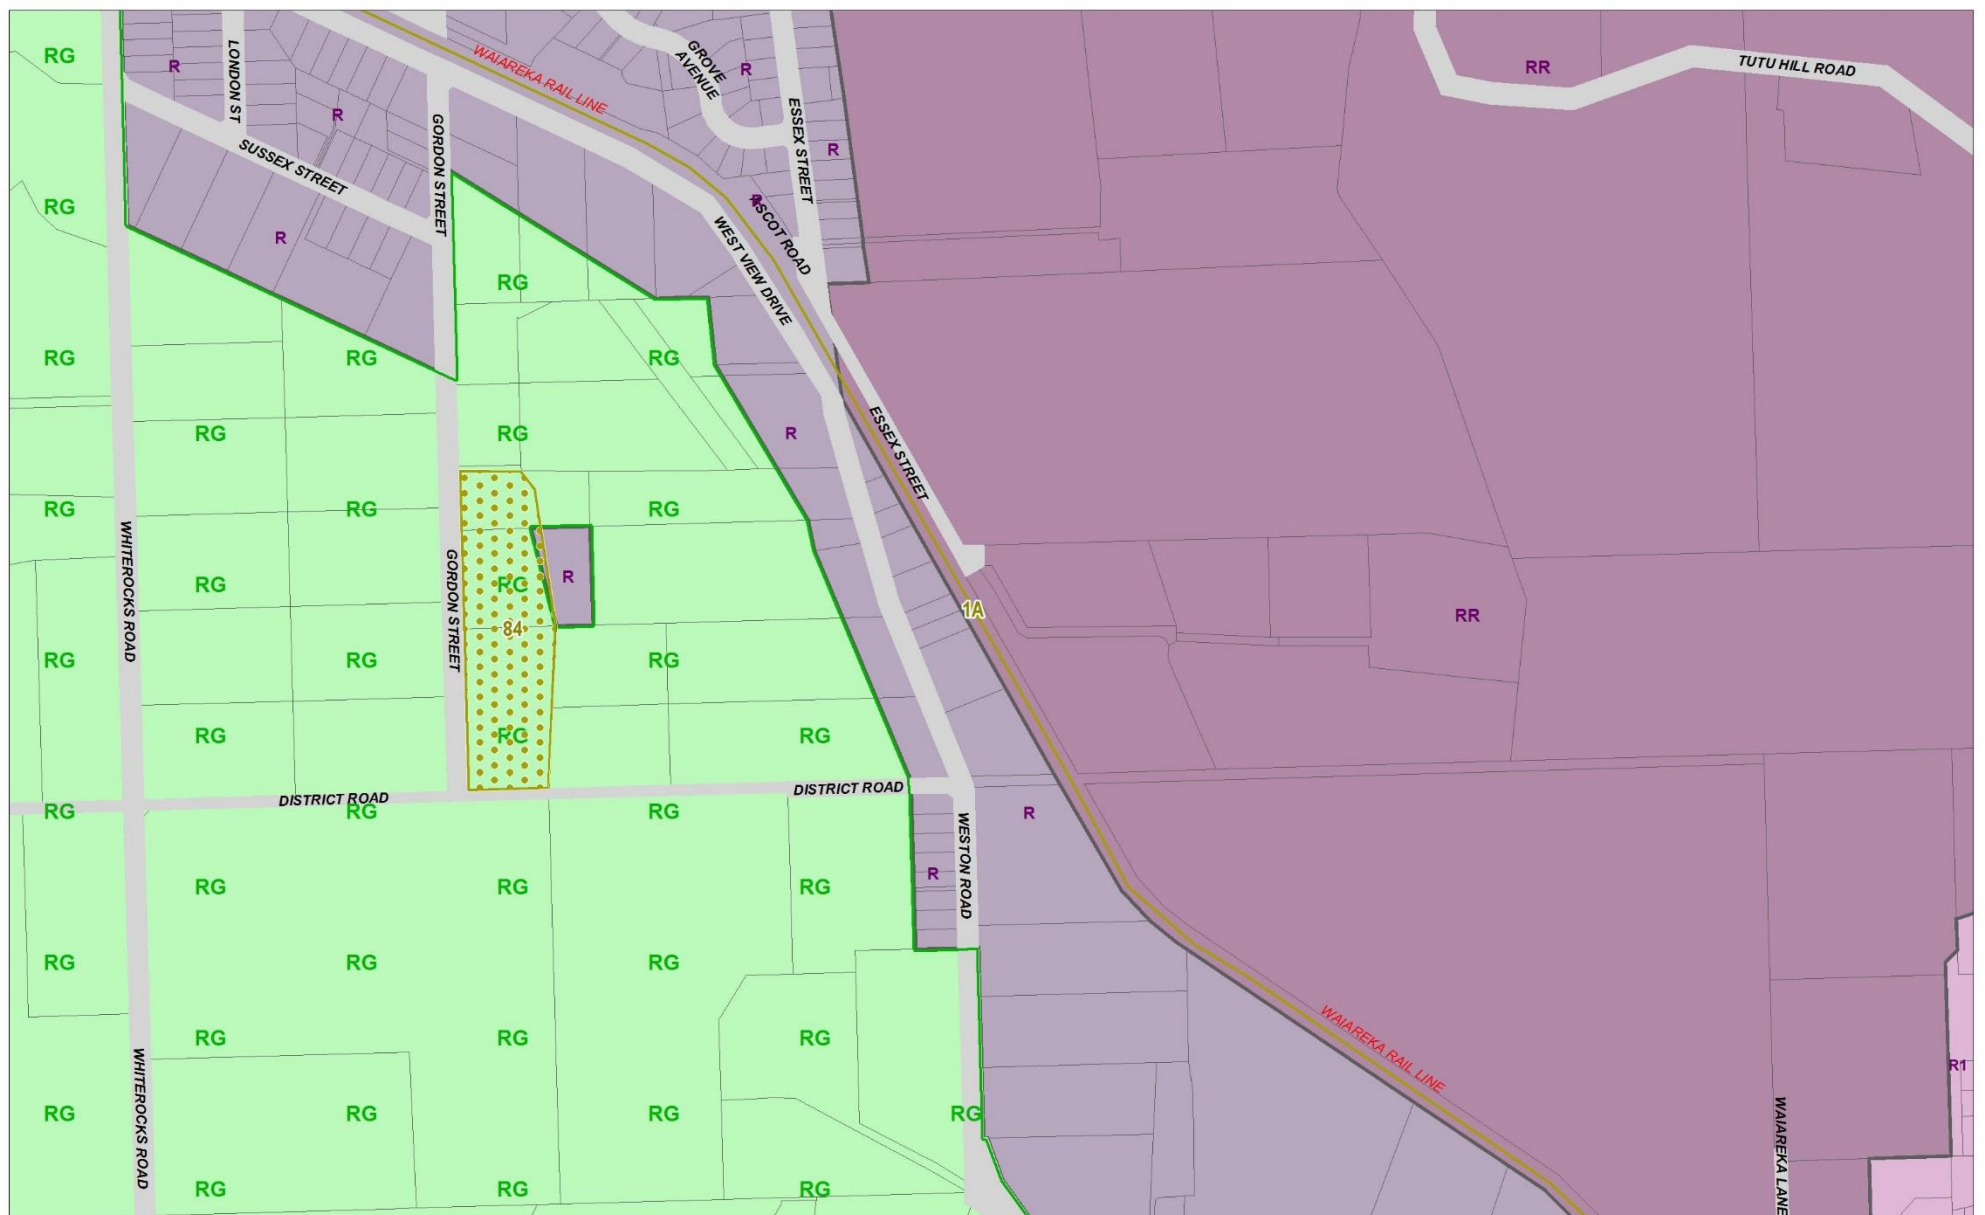 RG
LONDON ST
R
WAIAREKA RAIL LINE
GROVE
AVENUE
R
RR
TUTU HILL ROAD
R
GORDON STREET
ESSEX STREET
SUSSEX STREET
R
RG
R
R
ASCOT ROAD
WEST VIEW DRIVE
RG
RG
RG
RG
RG
RG
R
ESSEX STREET
RG
RG
RG
WHITEROCKS ROAD
GORDON STREET
RG
RG
R
84
1A
RR
RG
RG
RG
RG
RG
RG
DISTRICT ROAD
DISTRICT ROAD
RG
RG
RG
R
WESTON ROAD
R
RG
RG
RG
RG
RG
RG
WAIAREKA RAIL LINE
RG
RG
RG
WHITEROCKS ROAD
R1
RG
RG
RG
RG
WAIAREKA LANE
RG
RG
RG